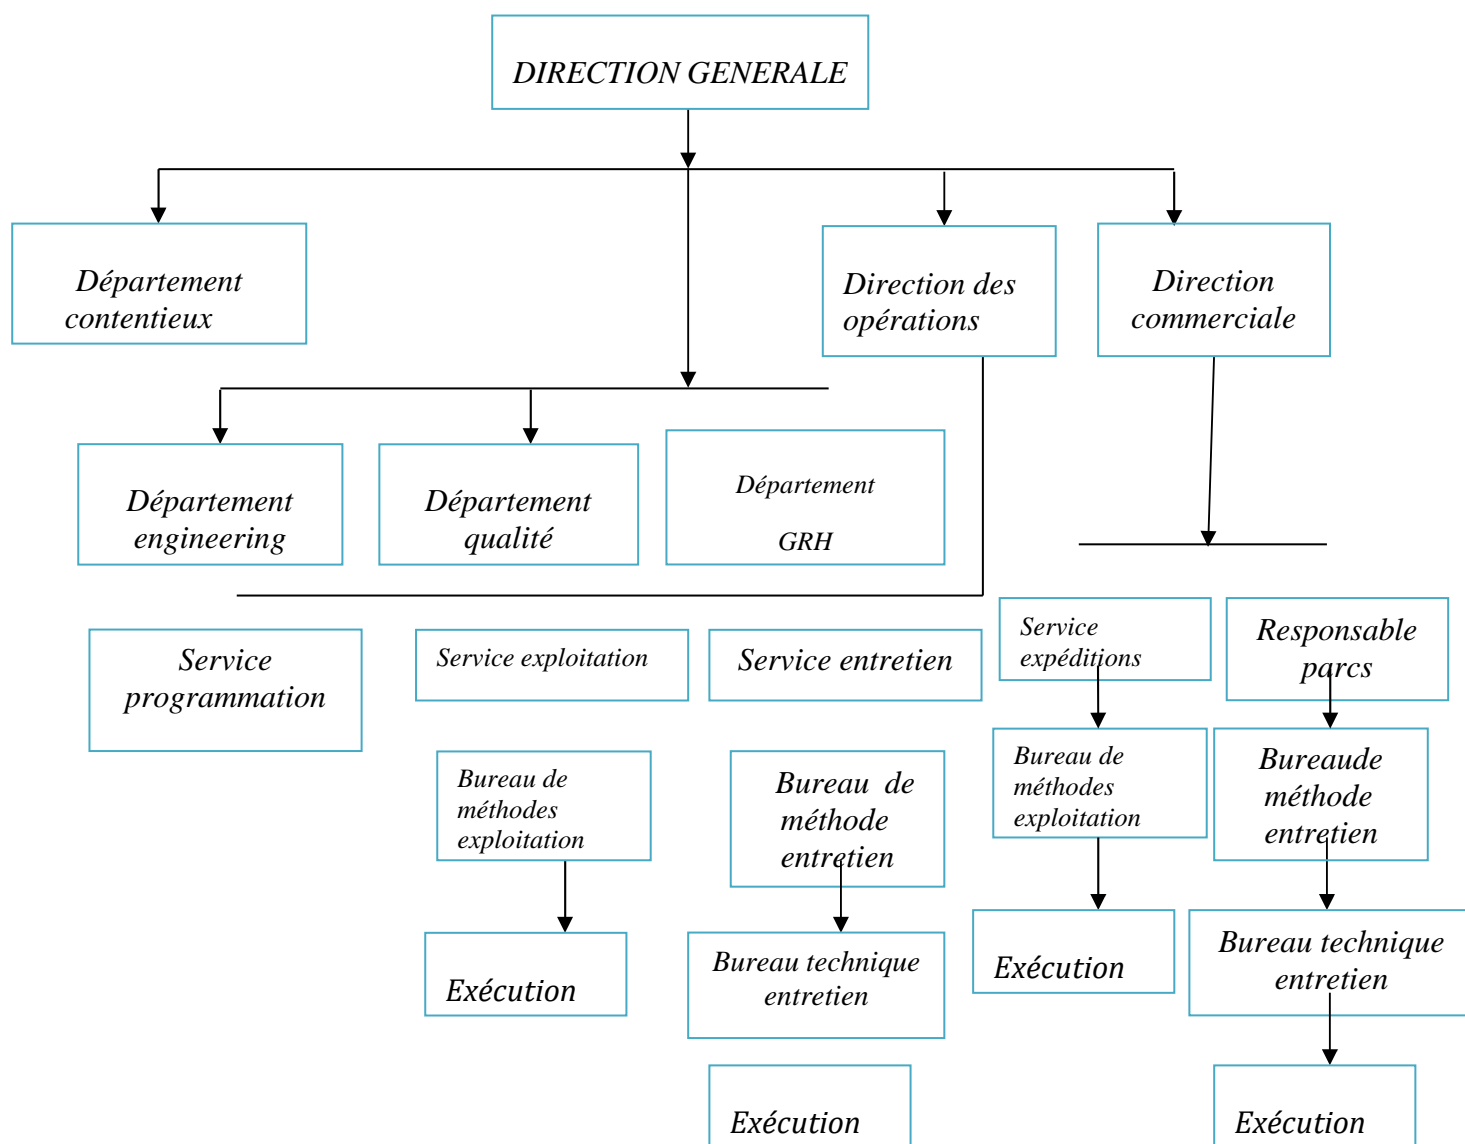 DIRECTION GENERALE
Département
contentieux
Direction des
opérations
Direction
commerciale
Département
engineering
Département
qualité
Département
GRH
Service
programmation
Service exploitation
Service entretien
Service
expéditions
Responsable
parcs
Bureau de
méthodes
exploitation
Bureau de
méthode
entretien
Bureau de
méthodes
exploitation
Bureaude
méthode
entretien
Exécution
Bureau technique
entretien
Exécution
Bureau technique
entretien
Exécution
Exécution